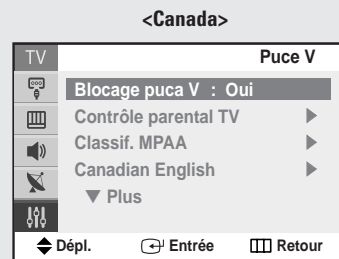 <Canada>
TV Puce V
Blocage puca V : Oui
Contrôle parental TV ▶
Classif. MPAA ▶
Canadian English ▶
▼ Plus
Dépl. Entrée Retour